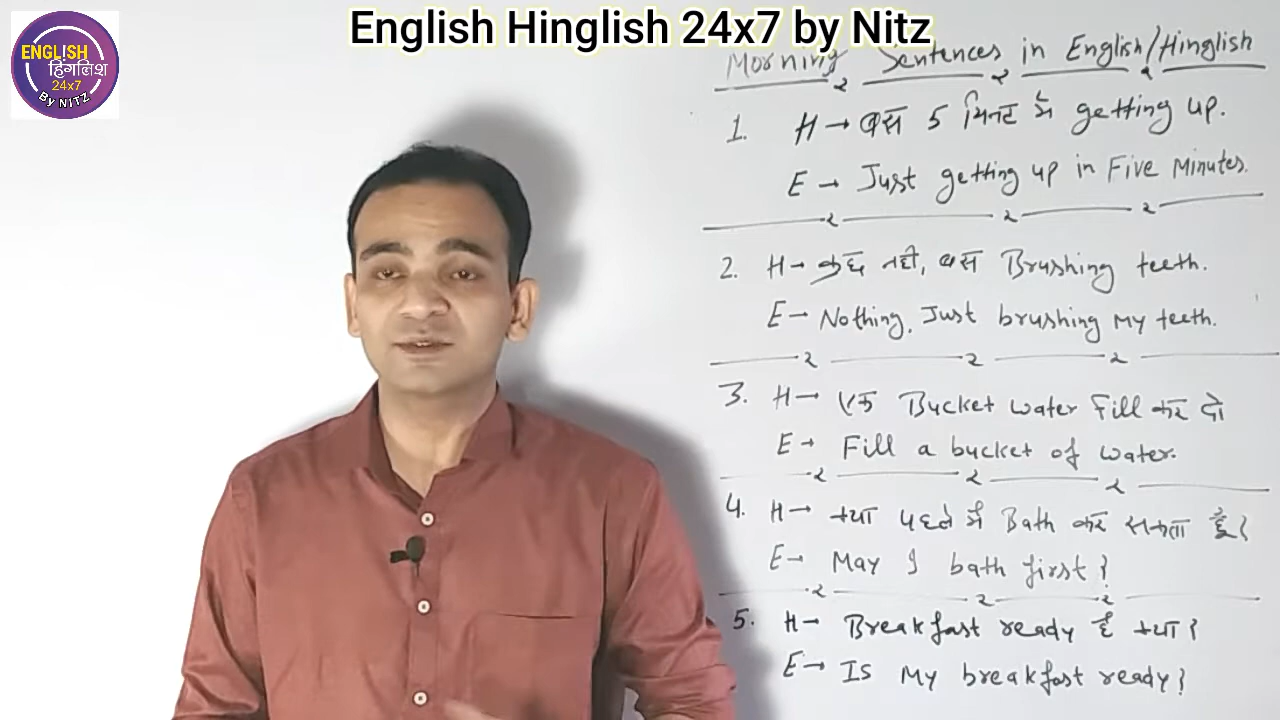 English Hinglish 24x7 by Nitz
ENGLISH
हिंगलिश
24x7
By NITZ
Morning Sentences in English/Hinglish
1. H → बस 5 मिनट में getting up.
E → Just getting up in Five Minutes.
2. H → कुछ नहीं, बस Brushing teeth.
E → Nothing, Just brushing my teeth.
3. H → एक Bucket water Fill कर दो
E → Fill a bucket of water.
4. H → क्या पहले मैं Bath कर सकता हूँ?
E → May I bath first?
5. H → Breakfast ready है क्या?
E → Is My breakfast ready?